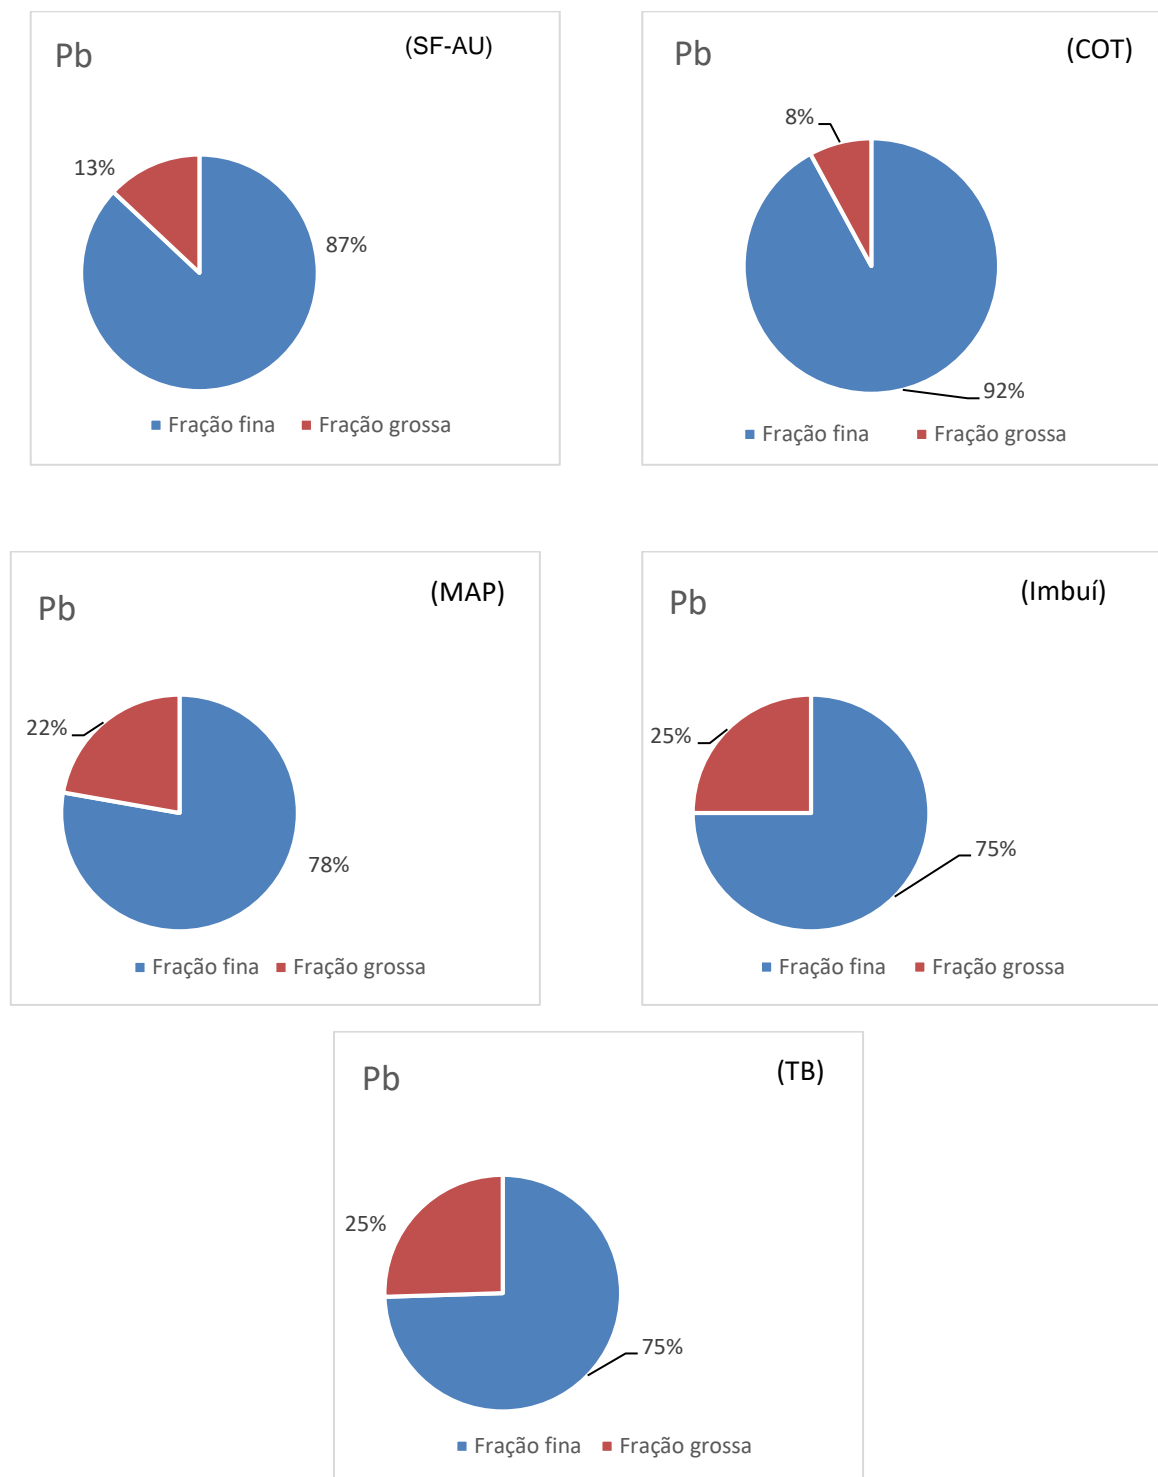 Pb (SF-AU)
13%
87%
Fração fina Fração grossa
Pb (COT)
8%
92%
Fração fina Fração grossa
Pb (MAP)
22%
78%
Fração fina Fração grossa
Pb (Imbuí)
25%
75%
Fração fina Fração grossa
Pb (TB)
25%
75%
Fração fina Fração grossa